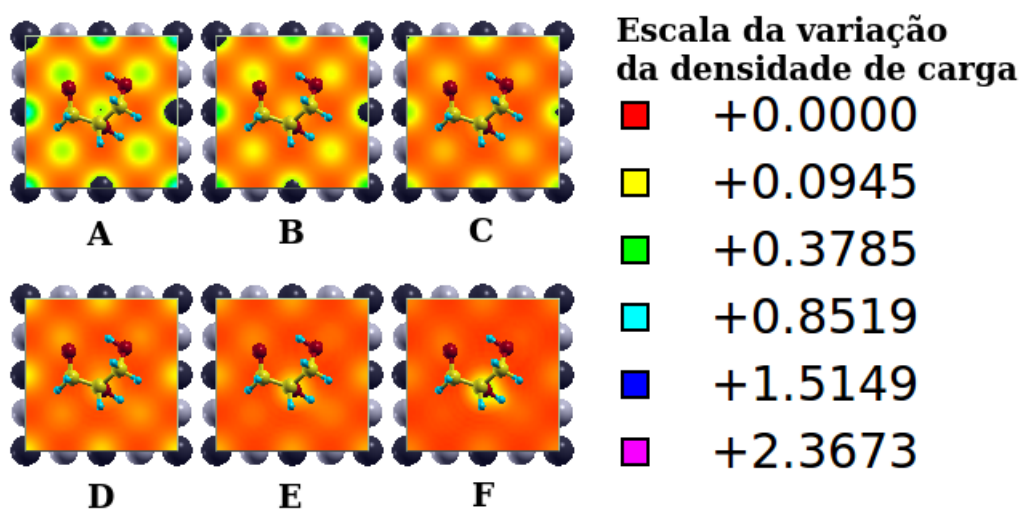 Escala da variação
da densidade de carga
+0.0000
+0.0945
+0.3785
+0.8519
+1.5149
+2.3673
A B C
D E F